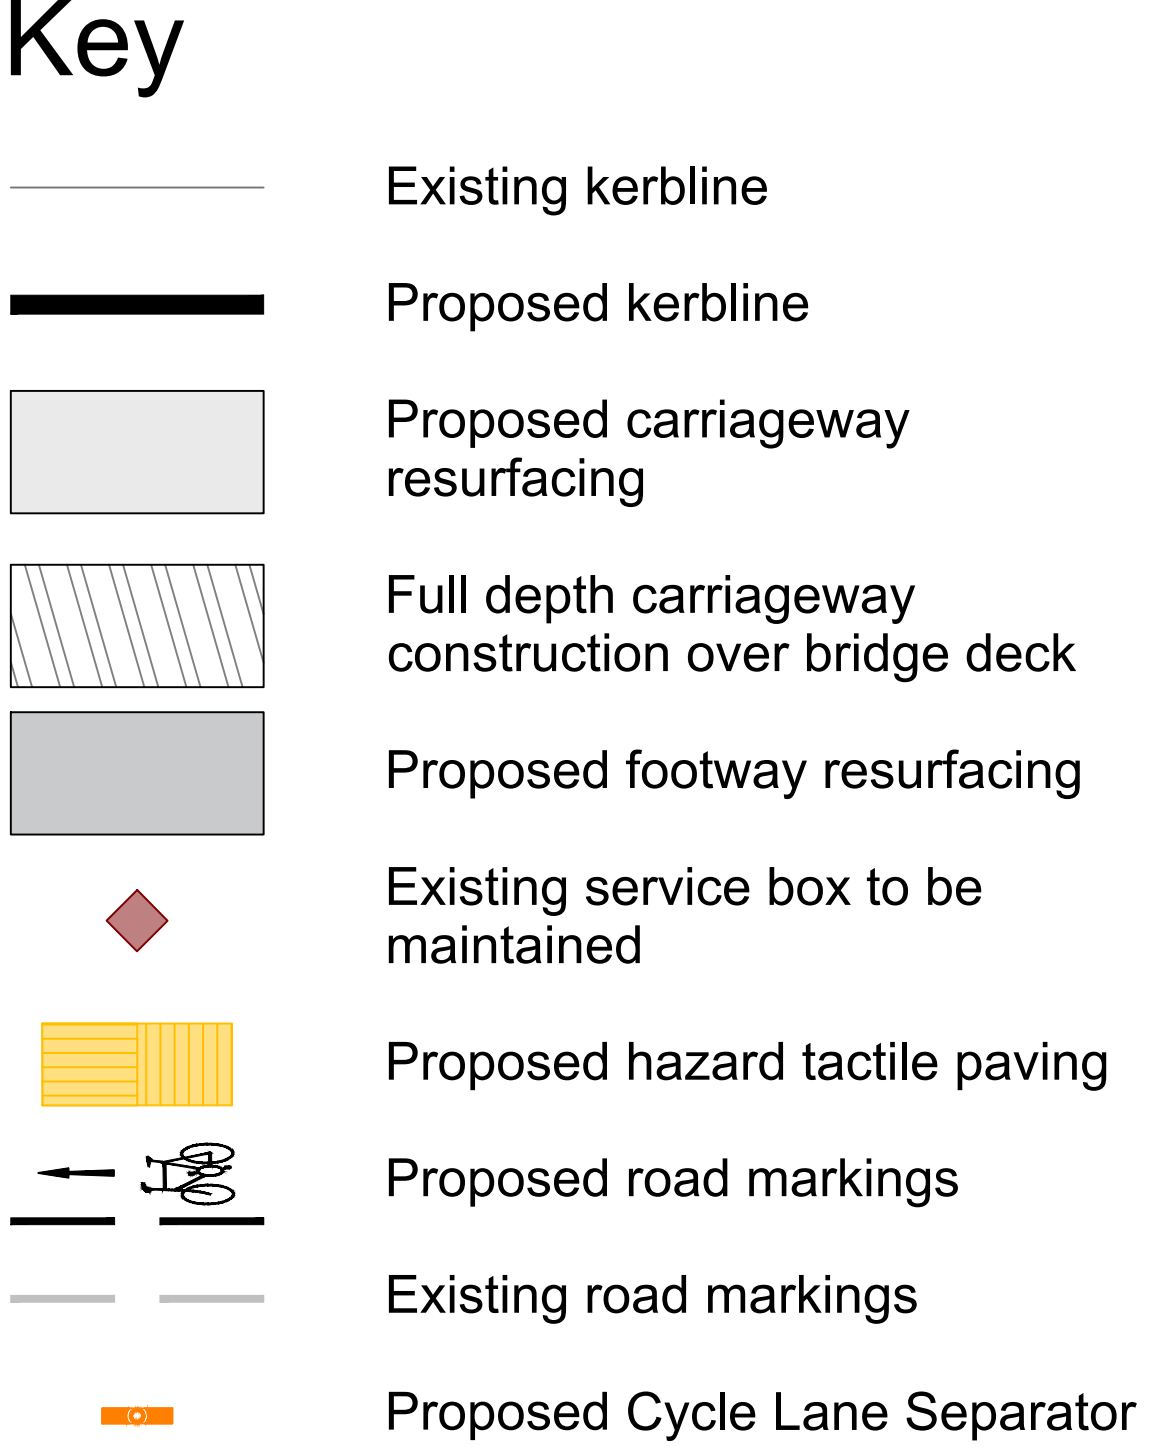 Key
Existing kerbline
Proposed kerbline
Proposed carriageway
resurfacing
Full depth carriageway
construction over bridge deck
Proposed footway resurfacing
Existing service box to be
maintained
Proposed hazard tactile paving
Proposed road markings
Existing road markings
Proposed Cycle Lane Separator